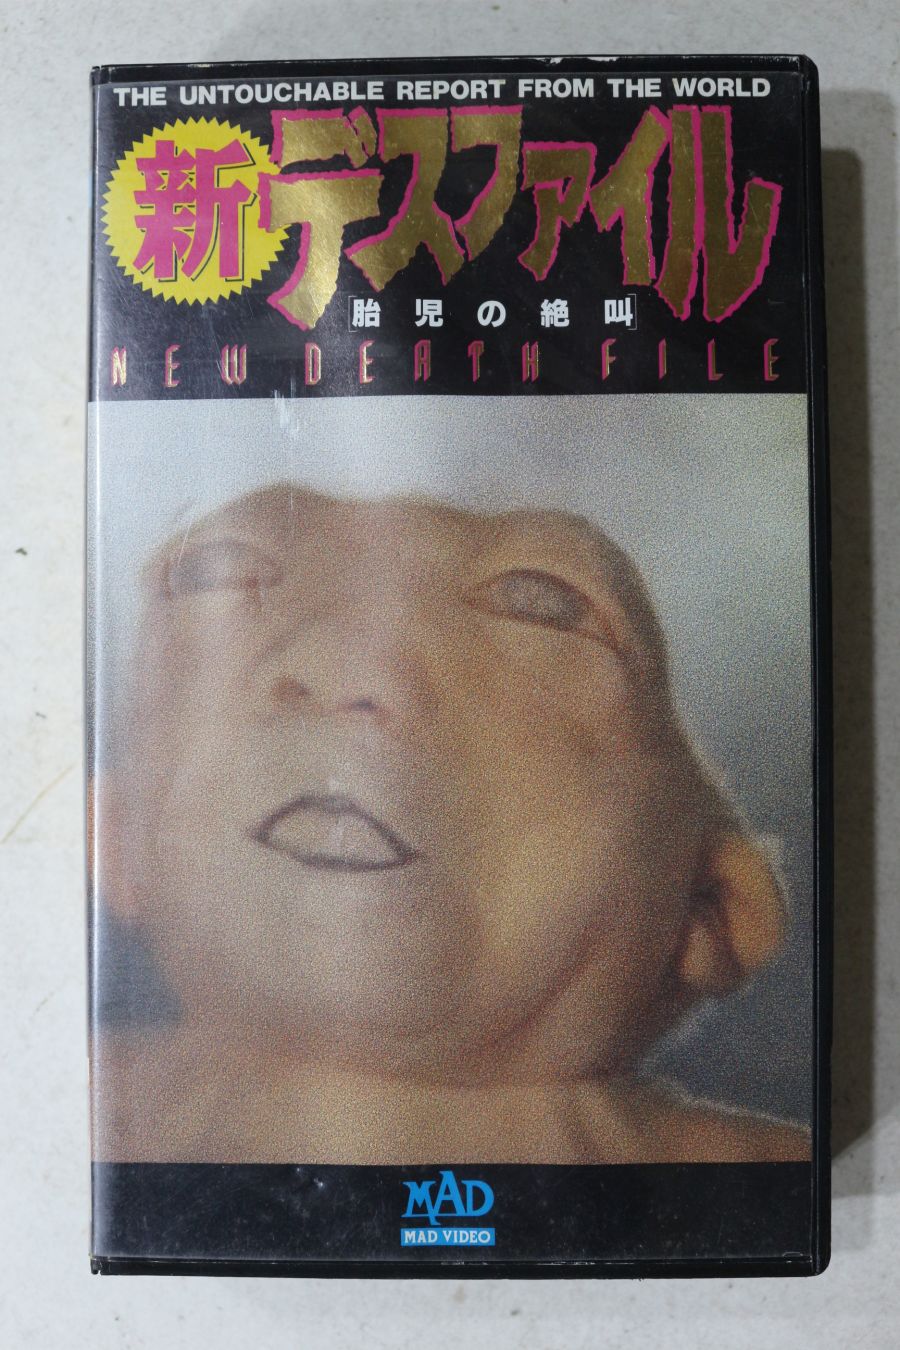 THE UNTOUCHABLE REPORT FROM THE WORLD
新デスファイル
[胎児の絶叫]
NEW DEATH FILE
MAD
MAD VIDEO